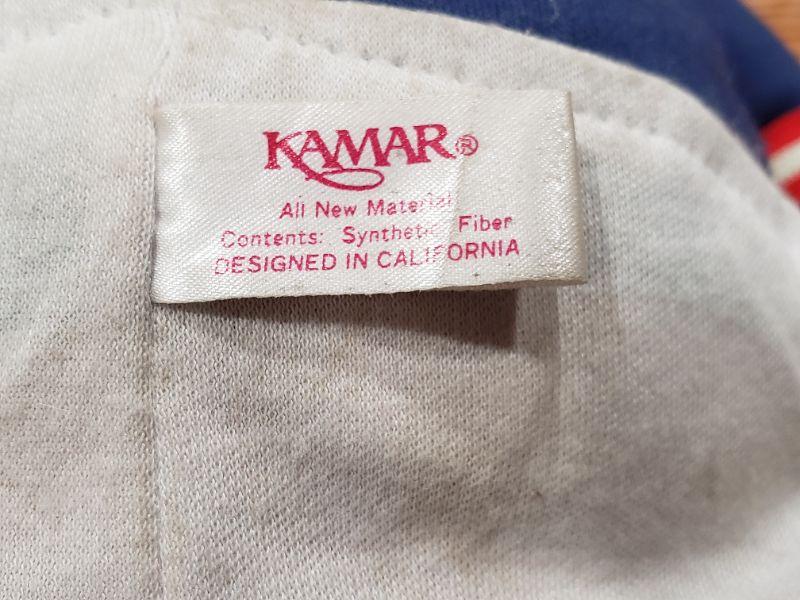 KAMAR®
All New Material
Contents: Synthetic Fiber
DESIGNED IN CALIFORNIA